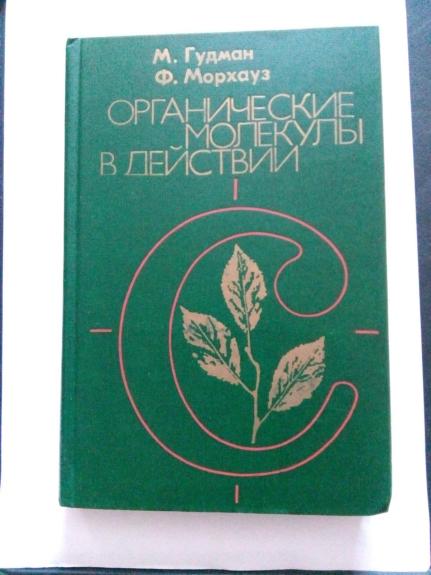 М. Гудман
Ф. Морхауз
ОРГАНИЧЕСКИЕ
МОЛЕКУЛЫ
В ДЕЙСТВИИ
C